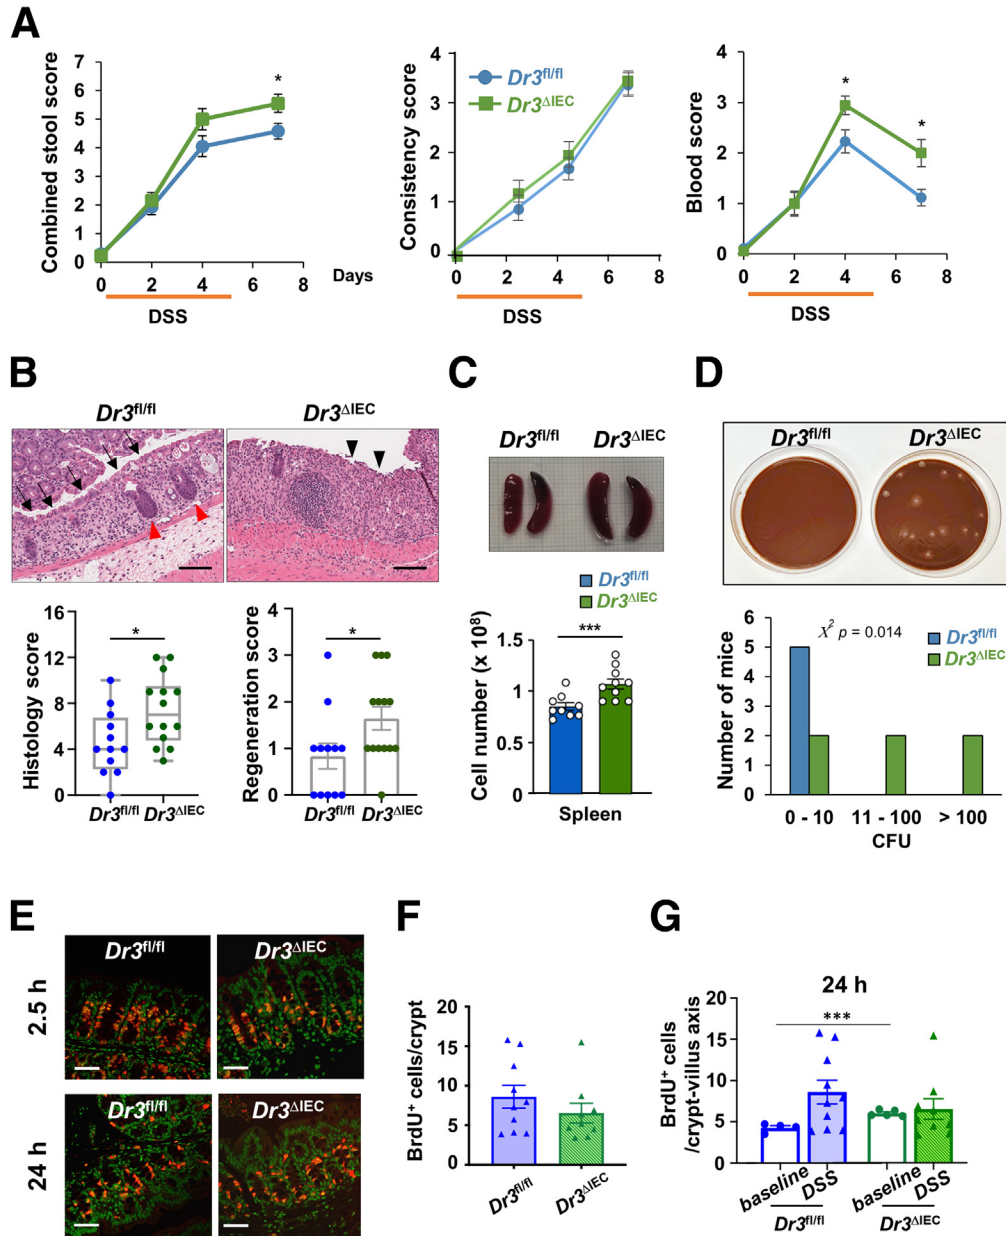 A
Combined stool score
7
6
5
4
3
2
1
0
*
0 2 4 6 8
Days
DSS
Consistency score
4
3
2
1
0
Dr3fl/fl
Dr3ΔIEC
0 2 4 6 8
DSS
Blood score
4
3
2
1
0
*
*
0 2 4 6 8
DSS
B
Dr3fl/fl
Dr3ΔIEC
Histology score
16
12
8
4
0
*
Dr3fl/fl Dr3ΔIEC
Regeneration score
4
3
2
1
0
*
Dr3fl/fl Dr3ΔIEC
C
Dr3fl/fl Dr3ΔIEC
Dr3fl/fl
Dr3ΔIEC
Cell number (x 10⁸)
1.5
1
0.5
0
***
Spleen
D
Dr3fl/fl Dr3ΔIEC
Number of mice
6
5
4
3
2
1
0
X² p = 0.014
Dr3fl/fl
Dr3ΔIEC
0 - 10 11 - 100 > 100
CFU
E
2.5 h
Dr3fl/fl Dr3ΔIEC
24 h
Dr3fl/fl Dr3ΔIEC
F
BrdU⁺ cells/crypt
20
15
10
5
0
Dr3fl/fl Dr3ΔIEC
G
24 h
BrdU⁺ cells
/crypt-villus axis
20
15
10
5
0
***
baseline DSS baseline DSS
Dr3fl/fl Dr3ΔIEC